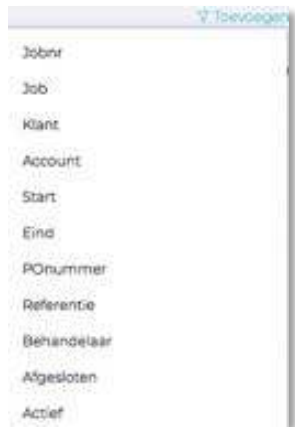 Toevoegen
Jobnr
Job
Klant
Account
Start
Eind
POnummer
Referentie
Behandelaar
Afgesloten
Actief